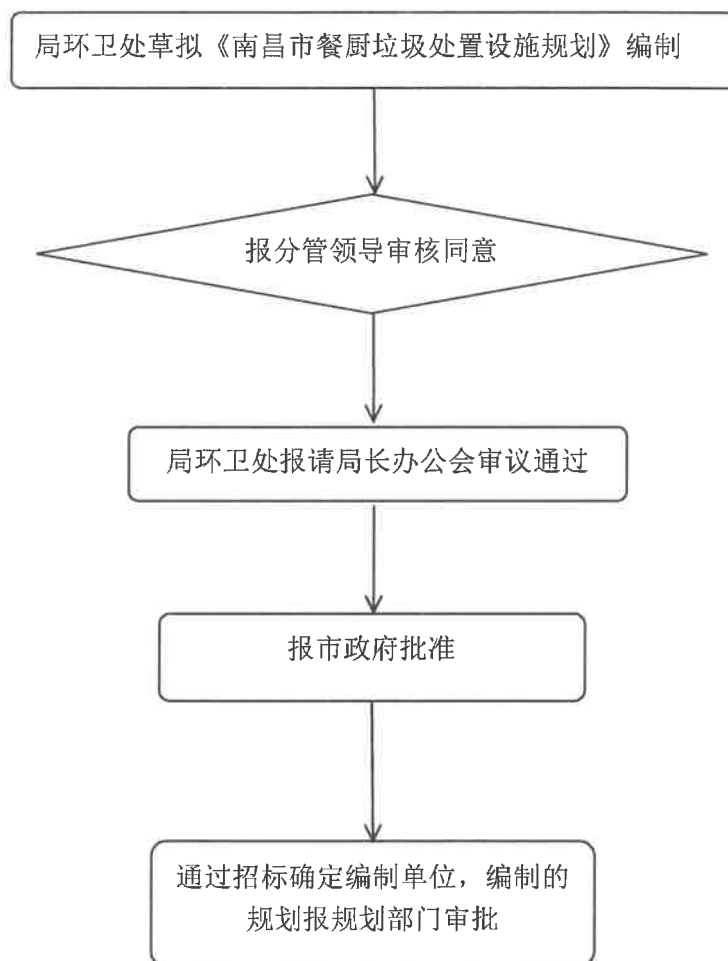 局环卫处草拟《南昌市餐厨垃圾处置设施规划》编制
报分管领导审核同意
局环卫处报请局长办公会审议通过
报市政府批准
通过招标确定编制单位，编制的
规划报规划部门审批